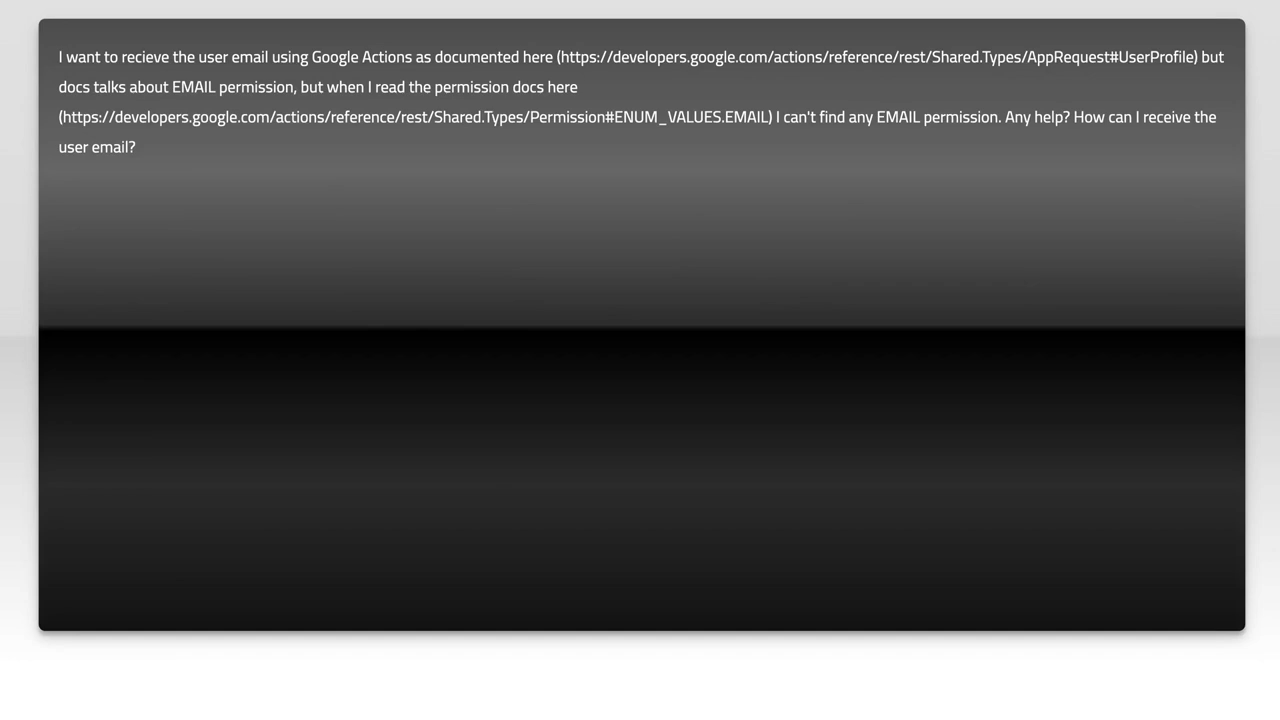 I want to recieve the user email using Google Actions as documented here (https://developers.google.com/actions/reference/rest/Shared.Types/AppRequest#UserProfile) but
docs talks about EMAIL permission, but when I read the permission docs here
(https://developers.google.com/actions/reference/rest/Shared.Types/Permission#ENUM_VALUES.EMAIL) I can't find any EMAIL permission. Any help? How can I receive the
user email?